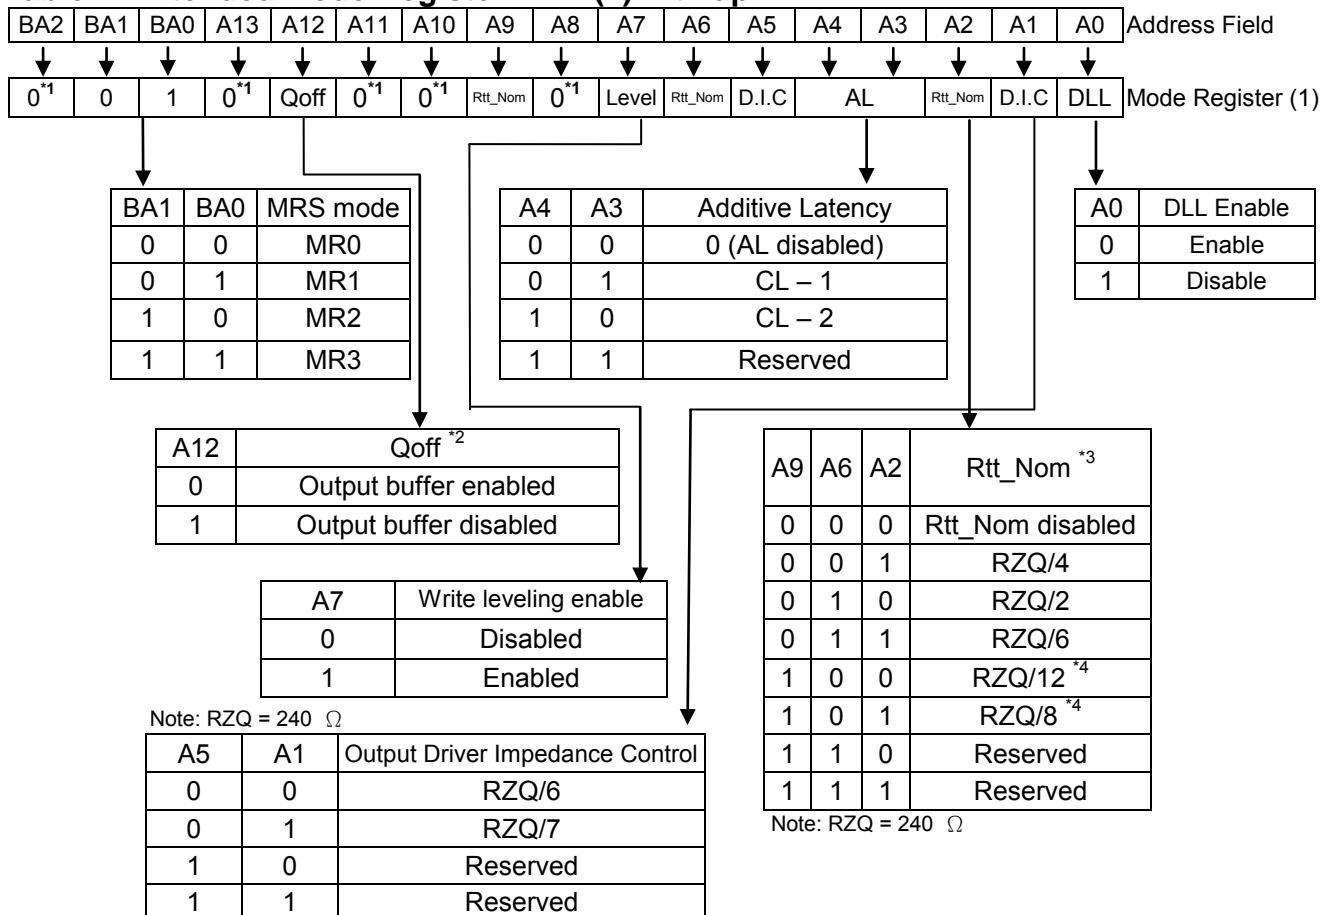 BA2 BA1 BA0 A13 A12 A11 A10 A9 A8 A7 A6 A5 A4 A3 A2 A1 A0 Address Field
0*1 0 1 0*1 Qoff 0*1 0*1 Rtt_Nom 0*1 Level Rtt_Nom D.I.C AL Rtt_Nom D.I.C DLL Mode Register (1)
BA1 BA0 MRS mode
0 0 MR0
0 1 MR1
1 0 MR2
1 1 MR3
A4 A3 Additive Latency
0 0 0 (AL disabled)
0 1 CL – 1
1 0 CL – 2
1 1 Reserved
A0 DLL Enable
0 Enable
1 Disable
A12 Qoff *2
0 Output buffer enabled
1 Output buffer disabled
A9 A6 A2 Rtt_Nom *3
0 0 0 Rtt_Nom disabled
0 0 1 RZQ/4
0 1 0 RZQ/2
0 1 1 RZQ/6
1 0 0 RZQ/12 *4
1 0 1 RZQ/8 *4
1 1 0 Reserved
1 1 1 Reserved
Note: RZQ = 240 Ω
A7 Write leveling enable
0 Disabled
1 Enabled
Note: RZQ = 240 Ω
A5 A1 Output Driver Impedance Control
0 0 RZQ/6
0 1 RZQ/7
1 0 Reserved
1 1 Reserved